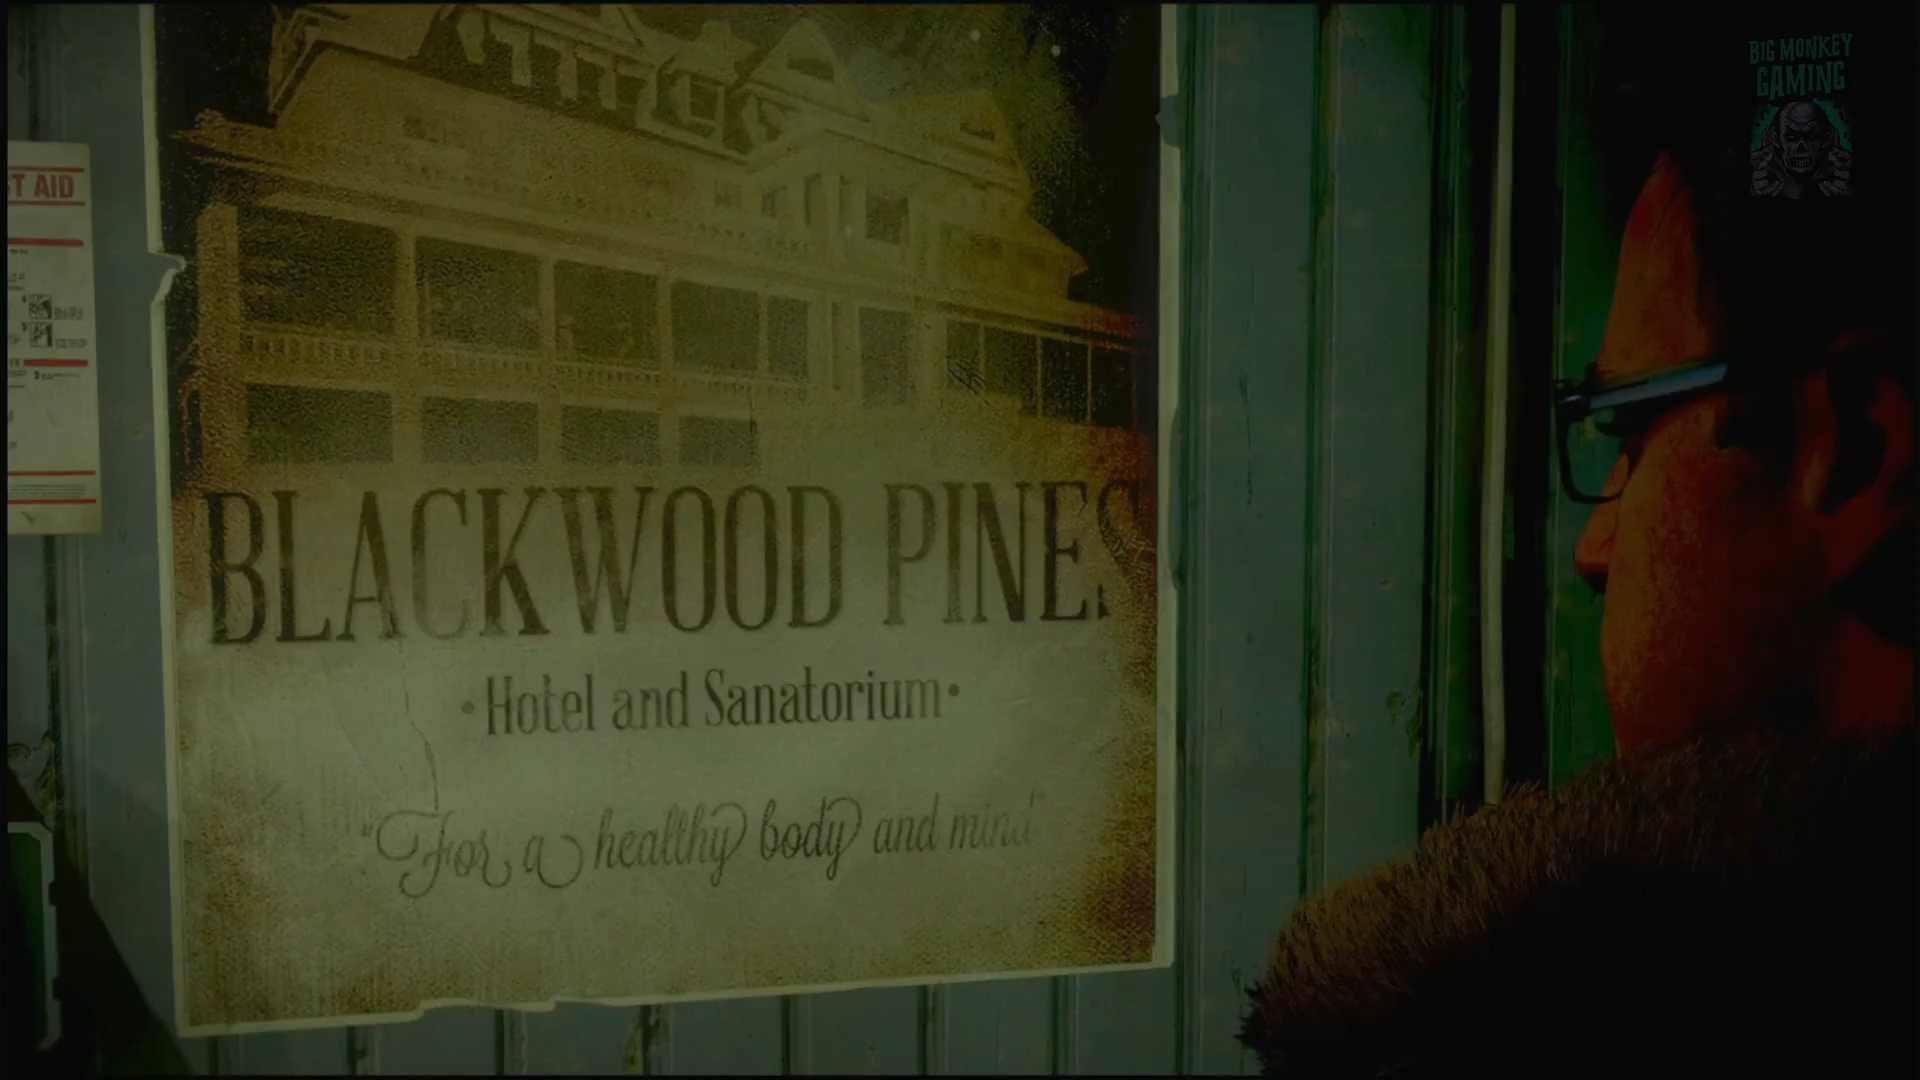 BIG MONKEY
GAMING
T AID
BLACKWOOD PINES
•Hotel and Sanatorium•
"For a healthy body and mind"